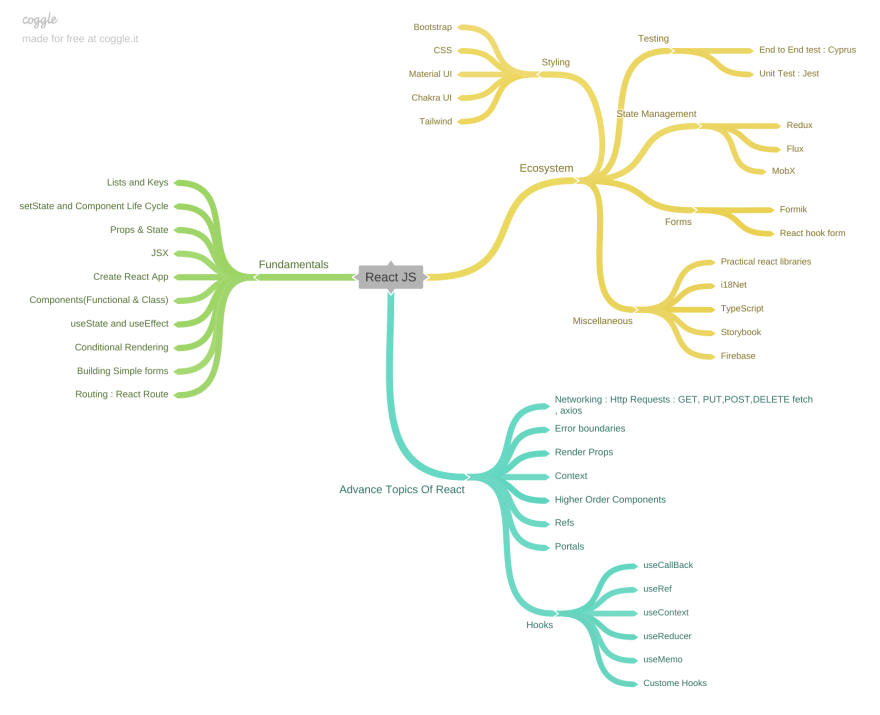 coggle
made for free at coggle.it
Bootstrap
CSS
Material UI
Chakra UI
Tailwind
Styling
Testing
End to End test : Cyprus
Unit Test : Jest
State Management
Redux
Flux
MobX
Ecosystem
Forms
Formik
React hook form
Miscellaneous
Practical react libraries
i18Net
TypeScript
Storybook
Firebase
Lists and Keys
setState and Component Life Cycle
Props & State
JSX
Create React App
Components(Functional & Class)
useState and useEffect
Conditional Rendering
Building Simple forms
Routing : React Route
Fundamentals
React JS
Advance Topics Of React
Networking : Http Requests : GET, PUT,POST,DELETE fetch
, axios
Error boundaries
Render Props
Context
Higher Order Components
Refs
Portals
Hooks
useCallBack
useRef
useContext
useReducer
useMemo
Custome Hooks